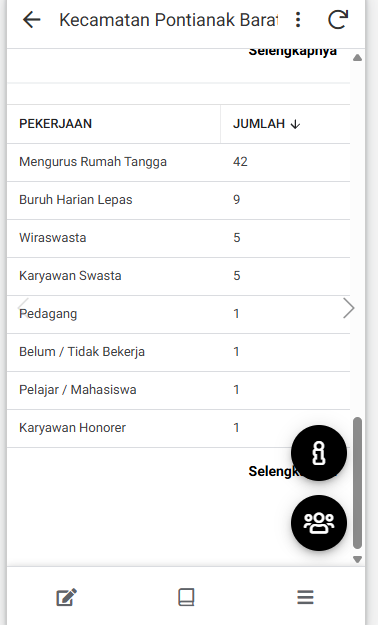 Kecamatan Pontianak Barat
Selengkapnya
PEKERJAAN JUMLAH ↓
Mengurus Rumah Tangga 42
Buruh Harian Lepas 9
Wiraswasta 5
Karyawan Swasta 5
Pedagang 1
Belum / Tidak Bekerja 1
Pelajar / Mahasiswa 1
Karyawan Honorer 1